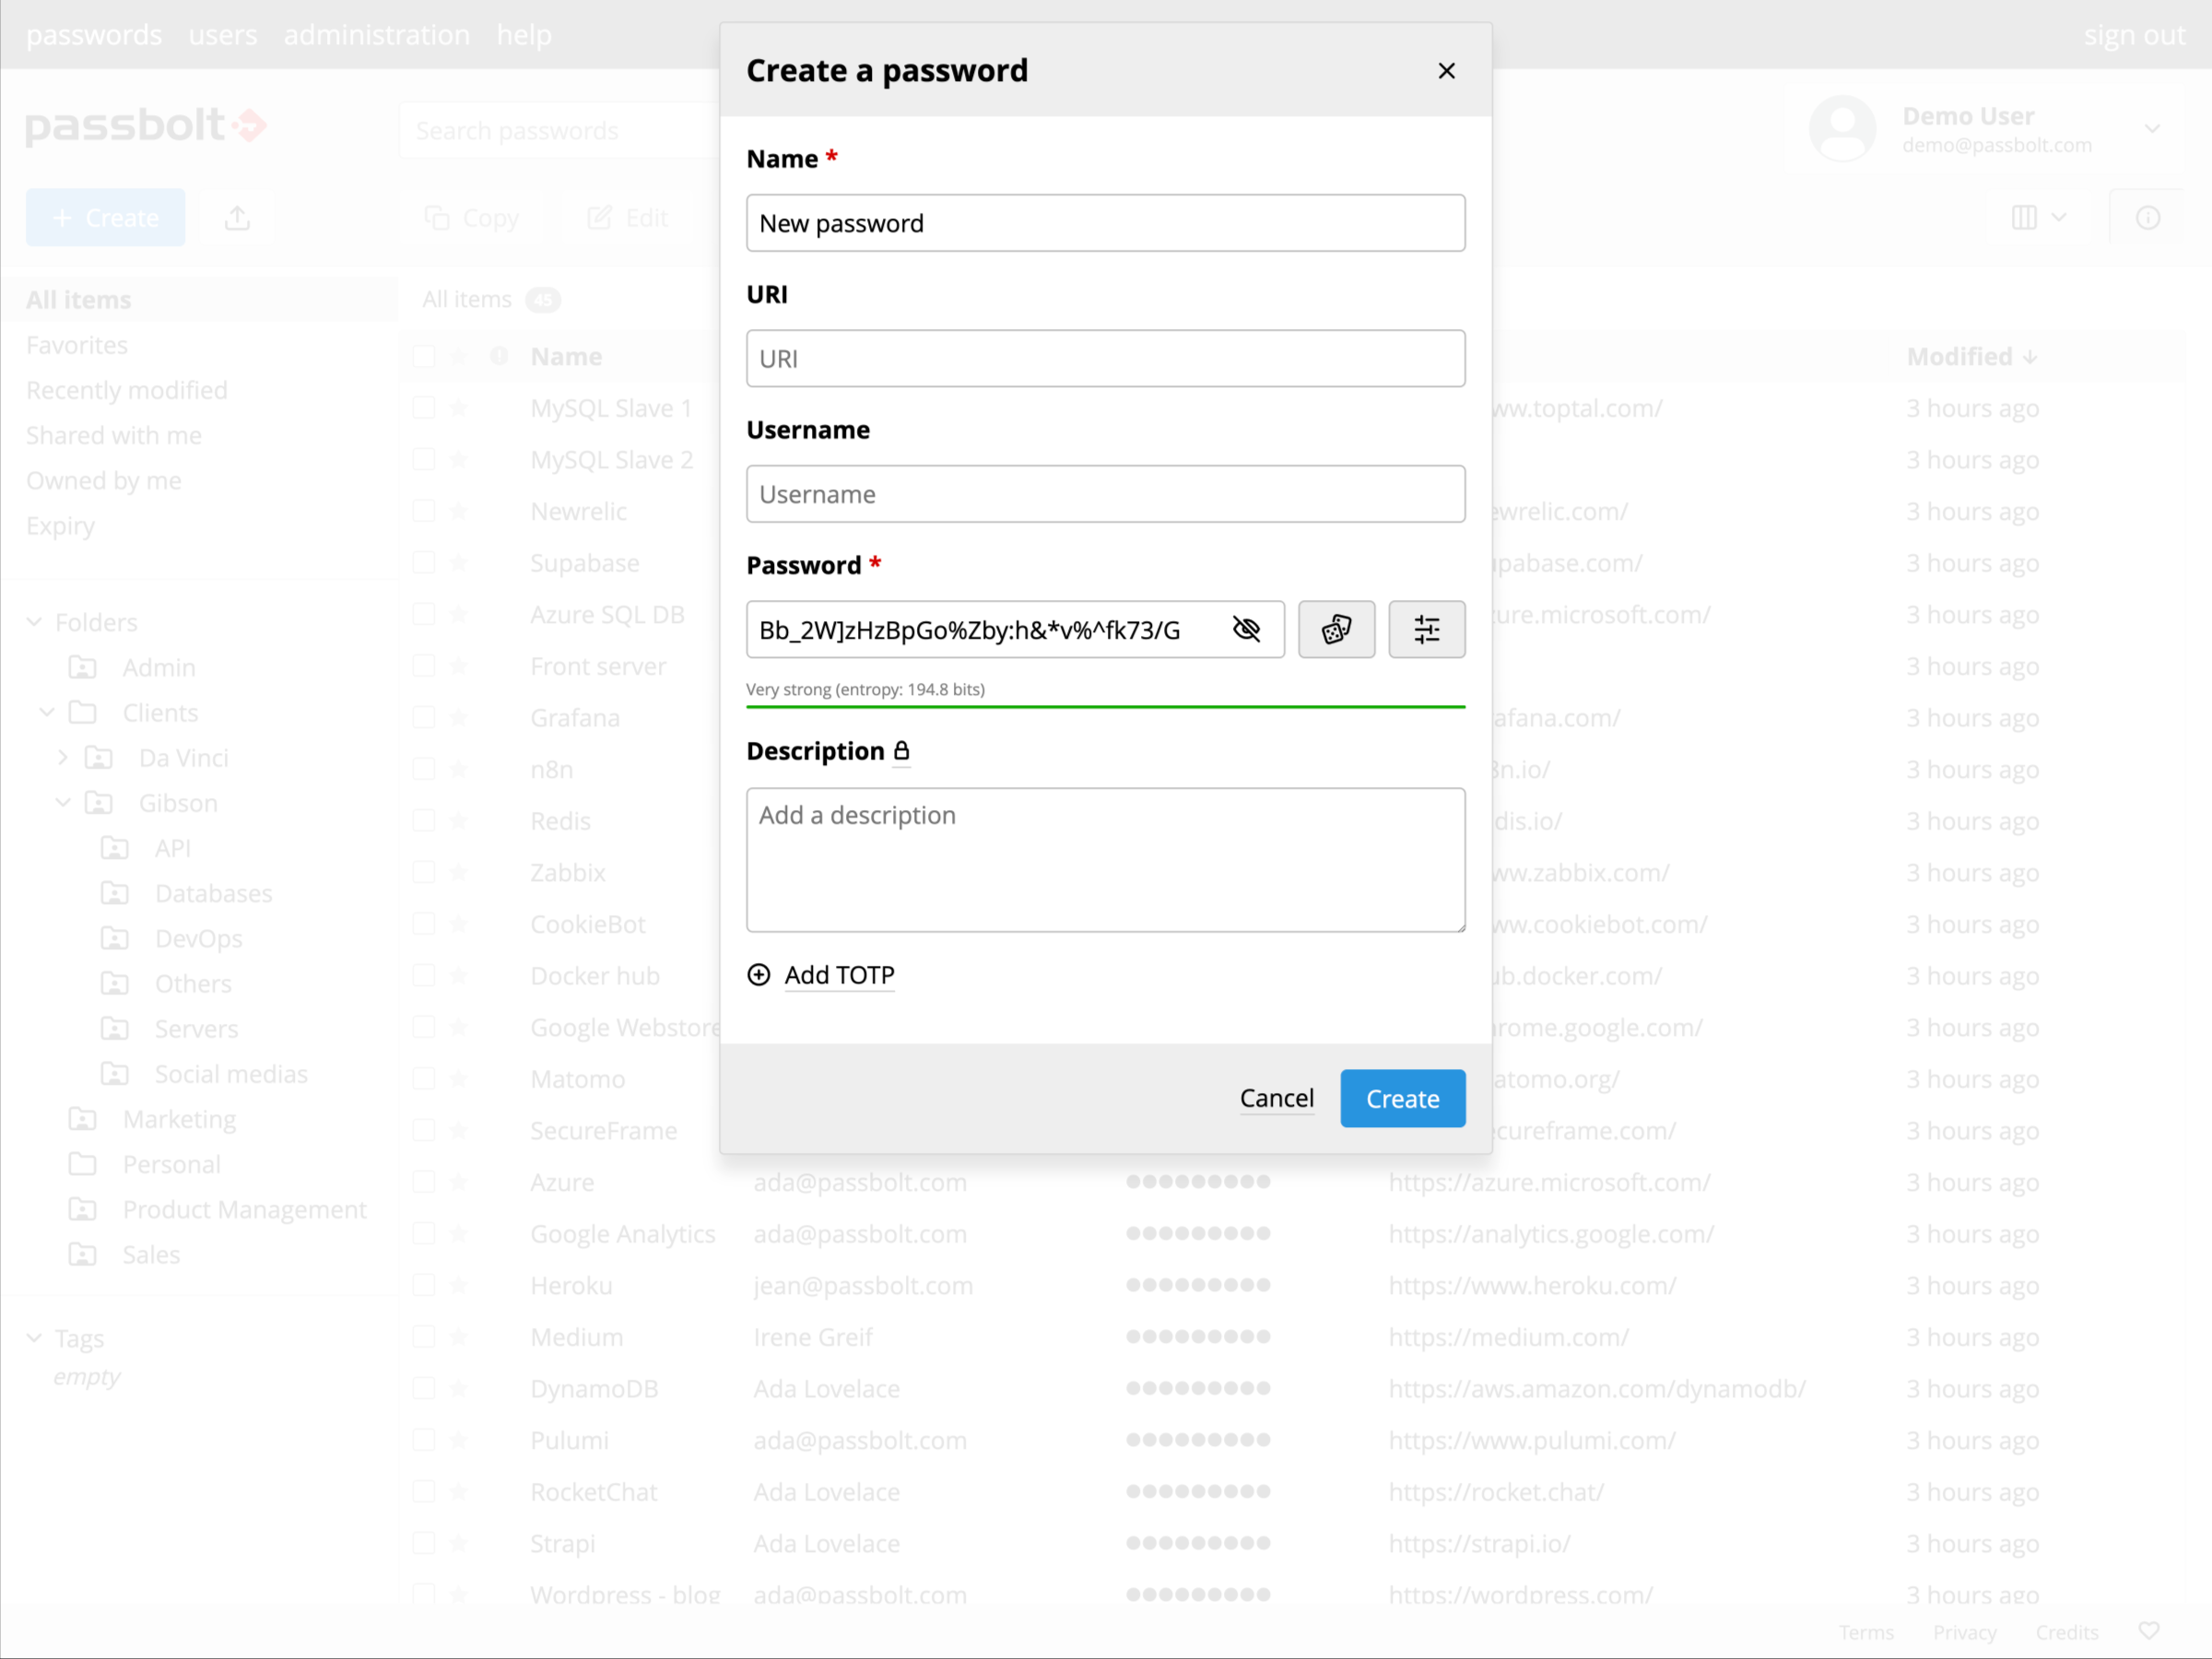 passwords users administration help sign out
Create a password
passbolt
Search passwords
Demo User
demo@passbolt.com
Create
Copy
Edit
Name *
New password
URI
URI
Username
Username
Password *
Bb_2W]zHzBpGo%Zby:h&*v%^fk73/G
Very strong (entropy: 194.8 bits)
Description
Add a description
Add TOTP
Cancel
Create
All items
Favorites
Recently modified
Shared with me
Owned by me
Expiry
Folders
Admin
Clients
Da Vinci
Gibson
API
Databases
DevOps
Others
Servers
Social medias
Marketing
Personal
Product Management
Sales
Tags
empty
All items 45
Name Modified
MySQL Slave 1 ww.toptal.com/ 3 hours ago
MySQL Slave 2 3 hours ago
Newrelic ewrelic.com/ 3 hours ago
Supabase pabase.com/ 3 hours ago
Azure SQL DB ure.microsoft.com/ 3 hours ago
Front server 3 hours ago
Grafana afana.com/ 3 hours ago
n8n 8n.io/ 3 hours ago
Redis dis.io/ 3 hours ago
Zabbix ww.zabbix.com/ 3 hours ago
CookieBot ww.cookiebot.com/ 3 hours ago
Docker hub ub.docker.com/ 3 hours ago
Google Webstore rome.google.com/ 3 hours ago
Matomo atomo.org/ 3 hours ago
SecureFrame ecureframe.com/ 3 hours ago
Azure ada@passbolt.com https://azure.microsoft.com/ 3 hours ago
Google Analytics ada@passbolt.com https://analytics.google.com/ 3 hours ago
Heroku jean@passbolt.com https://www.heroku.com/ 3 hours ago
Medium Irene Greif https://medium.com/ 3 hours ago
DynamoDB Ada Lovelace https://aws.amazon.com/dynamodb/ 3 hours ago
Pulumi ada@passbolt.com https://www.pulumi.com/ 3 hours ago
RocketChat Ada Lovelace https://rocket.chat/ 3 hours ago
Strapi Ada Lovelace https://strapi.io/ 3 hours ago
Wordpress - blog ada@passbolt.com https://wordpress.com/ 3 hours ago
Terms Privacy Credits